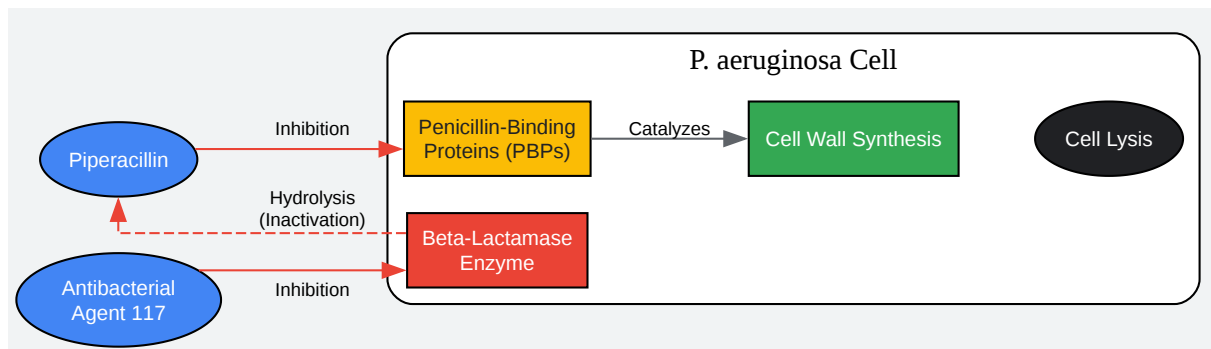 P. aeruginosa Cell
Inhibition
Penicillin-Binding
Proteins (PBPs)
Catalyzes
Cell Wall Synthesis
Cell Lysis
Piperacillin
Hydrolysis
(Inactivation)
Beta-Lactamase
Enzyme
Antibacterial
Agent 117
Inhibition